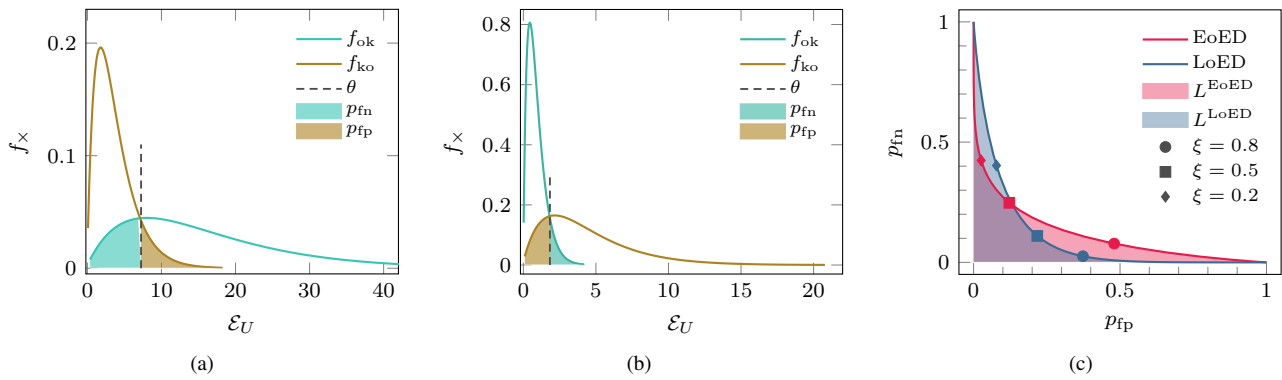 0.2
0.1
0
f×
0 10 20 30 40
ℰ_U
f_ok
f_ko
θ
p_fn
p_fp
(a)
0.8
0.6
0.4
0.2
0
f×
0 5 10 15 20
ℰ_U
f_ok
f_ko
θ
p_fn
p_fp
(b)
1
0.5
0
p_fn
0 0.5 1
p_fp
EoED
LoED
L^EoED
L^LoED
ξ = 0.8
ξ = 0.5
ξ = 0.2
(c)